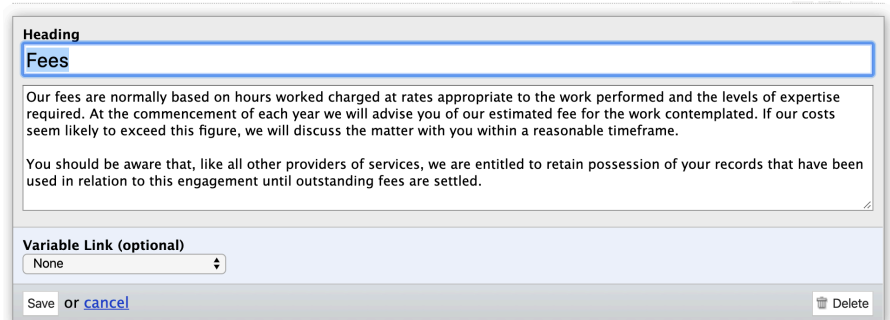 Heading
Fees
Our fees are normally based on hours worked charged at rates appropriate to the work performed and the levels of expertise
required. At the commencement of each year we will advise you of our estimated fee for the work contemplated. If our costs
seem likely to exceed this figure, we will discuss the matter with you within a reasonable timeframe.
You should be aware that, like all other providers of services, we are entitled to retain possession of your records that have been
used in relation to this engagement until outstanding fees are settled.
Variable Link (optional)
None
Save or cancel
Delete